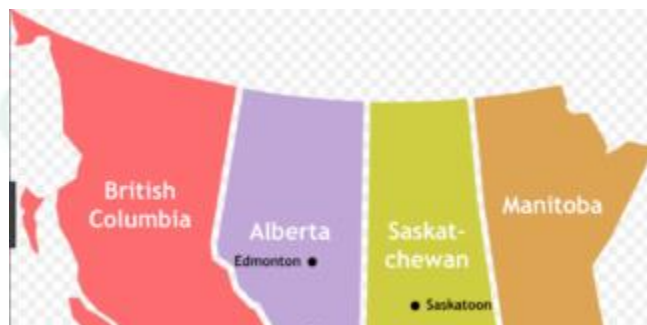 British
Columbia
Alberta
Edmonton
Saskat-
chewan
Saskatoon
Manitoba